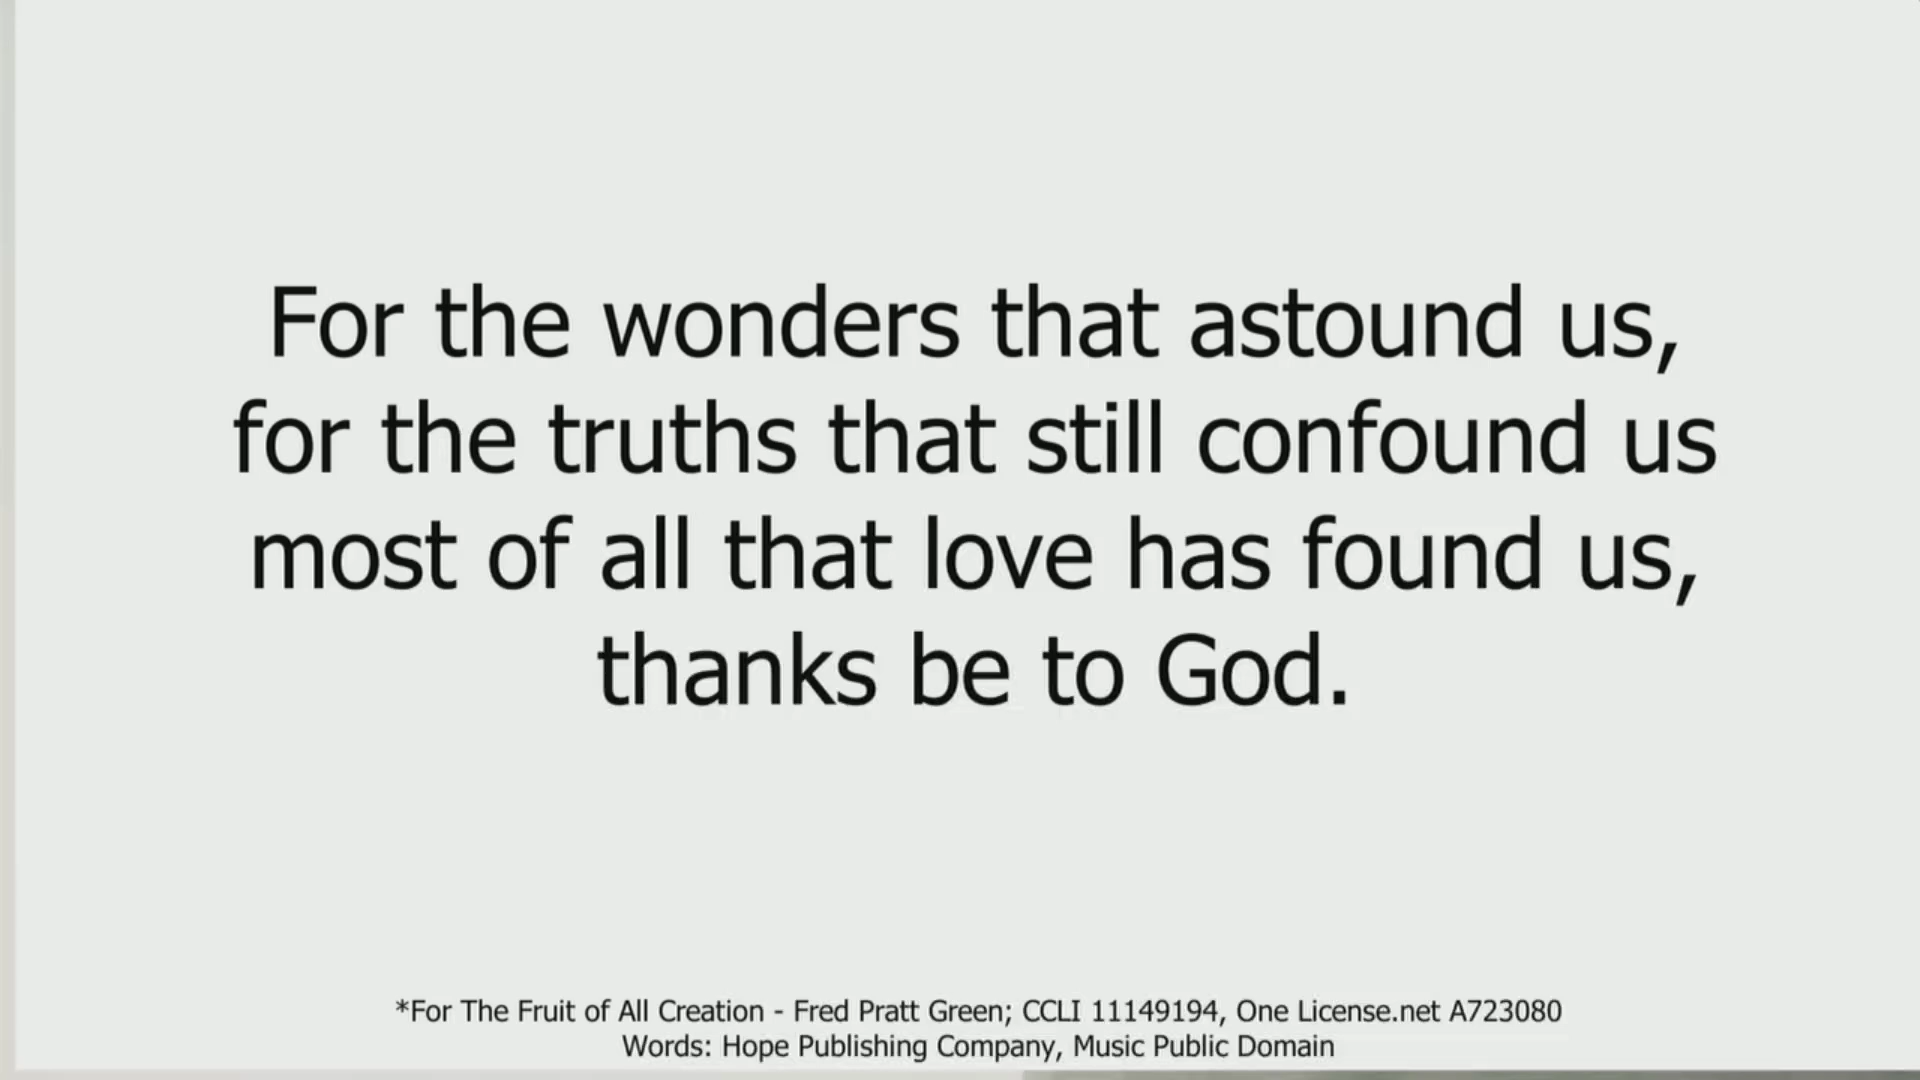 For the wonders that astound us,
for the truths that still confound us
most of all that love has found us,
thanks be to God.
*For The Fruit of All Creation - Fred Pratt Green; CCLI 11149194, One License.net A723080
Words: Hope Publishing Company, Music Public Domain